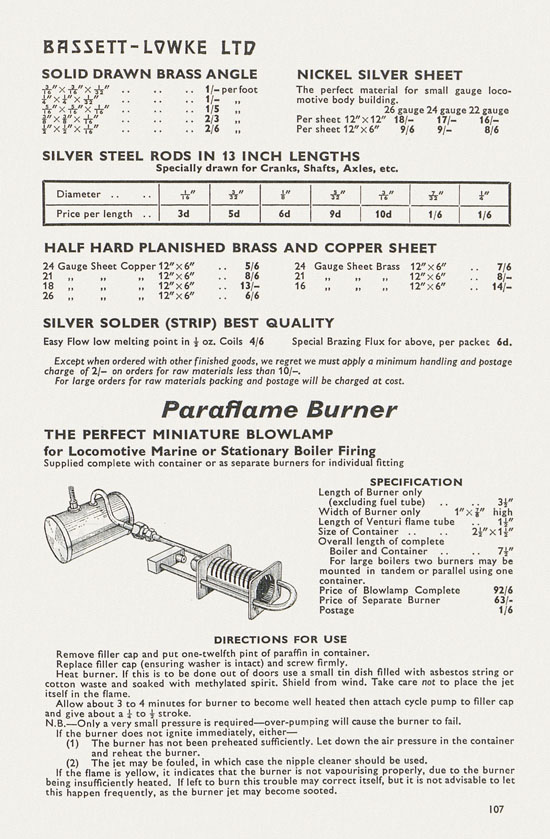 BASSETT-LOWKE LTD
SOLID DRAWN BRASS ANGLE
3/16"×3/16"×1/32" .. .. .. 1/- per foot
¼"×¼"×1/32" .. .. .. 1/- ,,
5/16"×5/16"×1/16" .. .. .. 1/5 ,,
⅜"×⅜"×1/16" .. .. .. 2/3 ,,
½"×½"×1/16" .. .. .. 2/6 ,,
NICKEL SILVER SHEET
The perfect material for small gauge loco-
motive body building.
26 gauge 24 gauge 22 gauge
Per sheet 12"×12" 18/- 17/- 16/-
Per sheet 12"×6" 9/6 9/- 8/6
SILVER STEEL RODS IN 13 INCH LENGTHS
Specially drawn for Cranks, Shafts, Axles, etc.
Diameter .. .. 1/16" 3/32" ⅛" 5/32" 3/16" 7/32" ¼"
Price per length .. 3d 5d 6d 9d 10d 1/6 1/6
HALF HARD PLANISHED BRASS AND COPPER SHEET
24 Gauge Sheet Copper 12"×6" .. 5/6
21 ,, ,, ,, 12"×6" .. 8/6
18 ,, ,, ,, 12"×6" .. 13/-
26 ,, ,, ,, 12"×6" .. 6/6
24 Gauge Sheet Brass 12"×6" .. 7/6
21 ,, ,, ,, 12"×6" .. 8/-
16 ,, ,, ,, 12"×6" .. 14/-
SILVER SOLDER (STRIP) BEST QUALITY
Easy Flow low melting point in ½ oz. Coils 4/6 Special Brazing Flux for above, per packet 6d.
Except when ordered with other finished goods, we regret we must apply a minimum handling and postage
charge of 2/- on orders for raw materials less than 10/-.
For large orders for raw materials packing and postage will be charged at cost.
Paraflame Burner
THE PERFECT MINIATURE BLOWLAMP
for Locomotive Marine or Stationary Boiler Firing
Supplied complete with container or as separate burners for individual fitting
SPECIFICATION
Length of Burner only
(excluding fuel tube) .. .. 3½"
Width of Burner only 1"×⅞" high
Length of Venturi flame tube .. 1½"
Size of Container .. .. 2½"×1½"
Overall length of complete
Boiler and Container .. .. 7½"
For large boilers two burners may be
mounted in tandem or parallel using one
container.
Price of Blowlamp Complete 92/6
Price of Separate Burner 63/-
Postage 1/6
DIRECTIONS FOR USE
Remove filler cap and put one-twelfth pint of paraffin in container.
Replace filler cap (ensuring washer is intact) and screw firmly.
Heat burner. If this is to be done out of doors use a small tin dish filled with asbestos string or
cotton waste and soaked with methylated spirit. Shield from wind. Take care not to place the jet
itself in the flame.
Allow about 3 to 4 minutes for burner to become well heated then attach cycle pump to filler cap
and give about a ¼ to ½ stroke.
N.B.—Only a very small pressure is required—over-pumping will cause the burner to fail.
If the burner does not ignite immediately, either—
(1) The burner has not been preheated sufficiently. Let down the air pressure in the container
and reheat the burner.
(2) The jet may be fouled, in which case the nipple cleaner should be used.
If the flame is yellow, it indicates that the burner is not vapourising properly, due to the burner
being insufficiently heated. If left to burn this trouble may correct itself, but it is not advisable to let
this happen frequently, as the burner jet may become sooted.
107